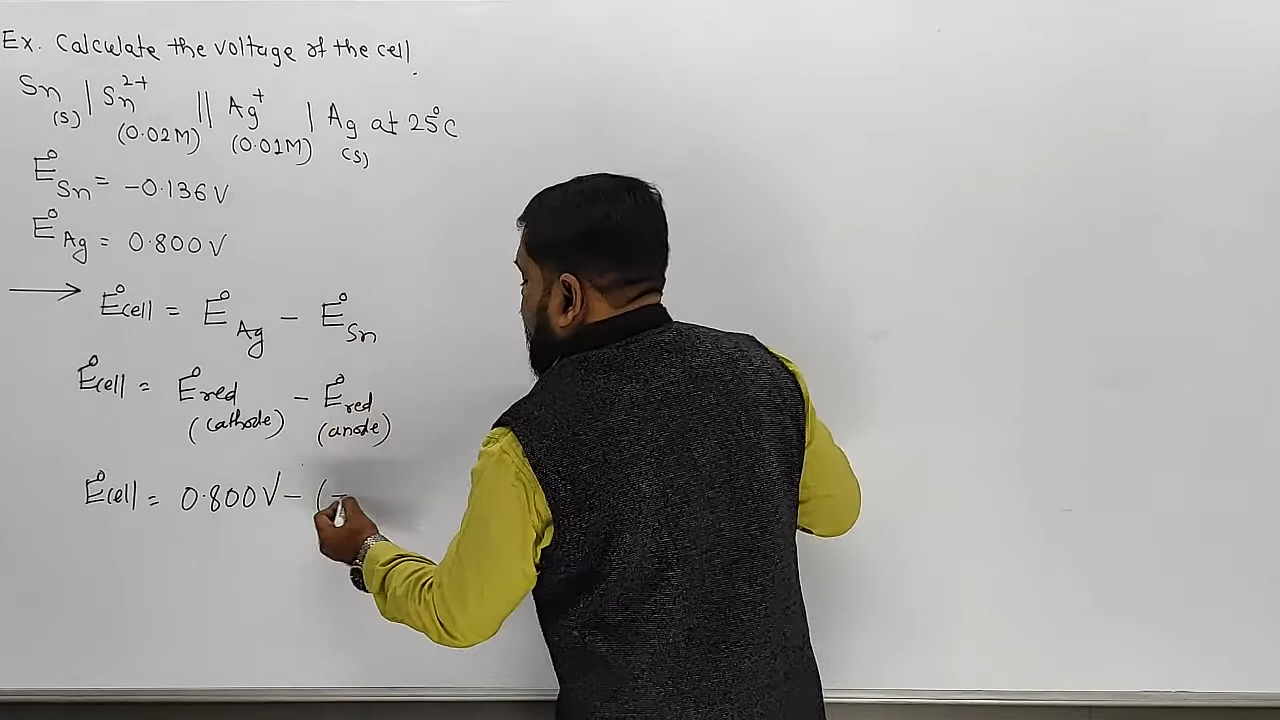 Ex. Calculate the voltage of the cell.
Sn(s) | Sn²⁺ (0.02M) || Ag⁺ (0.01M) | Ag(s) at 25°C
E°Sn = -0.136 V
E°Ag = 0.800 V
→ E°cell = E°Ag - E°Sn
E°cell = E°red (cathode) - E°red (anode)
E°cell = 0.800 V - (-